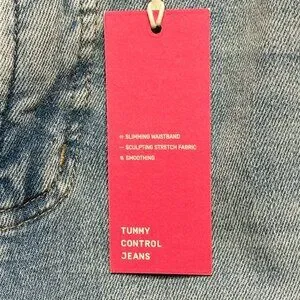 SLIMMING WAISTBAND
SCULPTING STRETCH FABRIC
SMOOTHING
TUMMY
CONTROL
JEANS